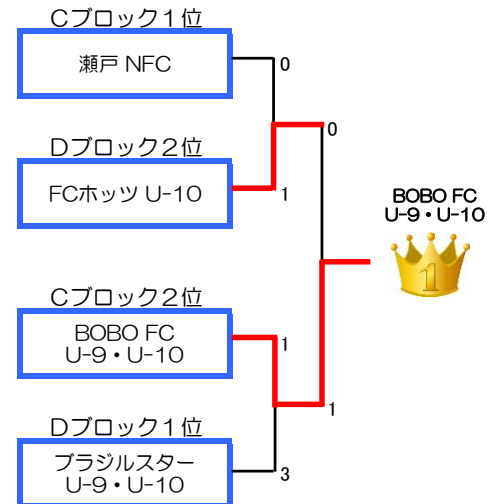 Cブロック1位
瀬戸 NFC
0
Dブロック2位
0
FCホッツ U-10
1
BOBO FC
U-9・U-10
1
Cブロック2位
BOBO FC
U-9・U-10
1
1
Dブロック1位
ブラジルスター
U-9・U-10
3